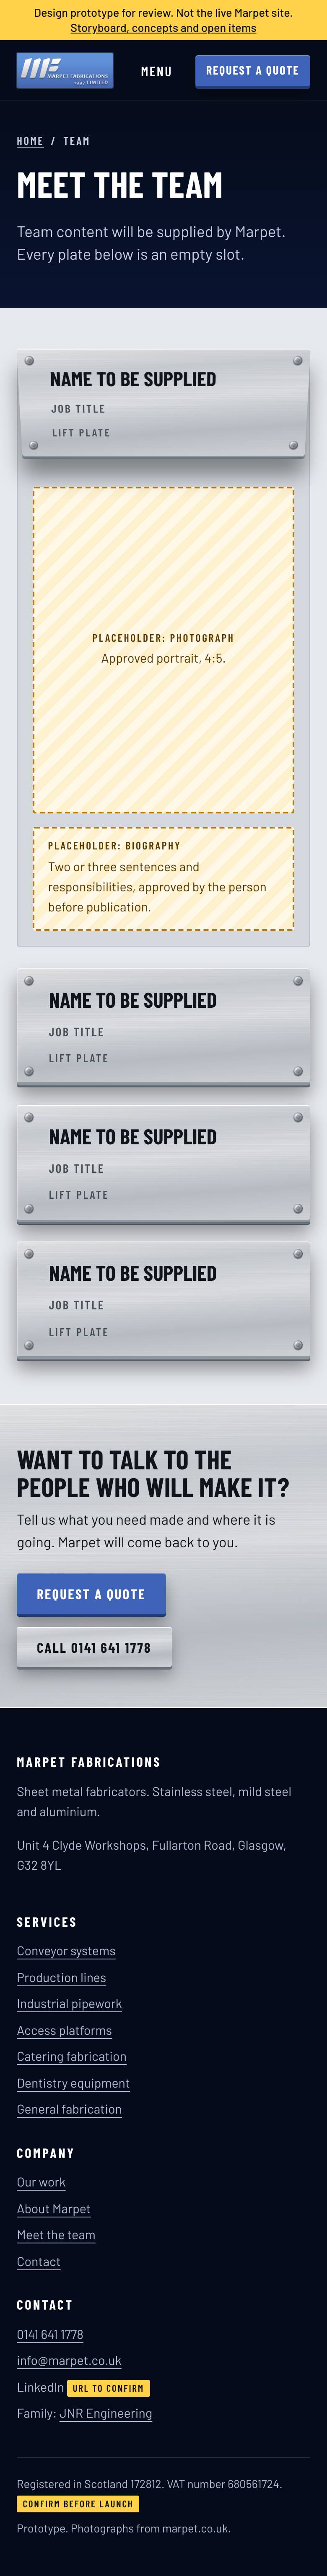 Design prototype for review. Not the live Marpet site.
Storyboard, concepts and open items
MF MARPET FABRICATIONS
1997 LIMITED
MENU
REQUEST A QUOTE
HOME / TEAM
MEET THE TEAM
Team content will be supplied by Marpet.
Every plate below is an empty slot.
NAME TO BE SUPPLIED
JOB TITLE
LIFT PLATE
PLACEHOLDER: PHOTOGRAPH
Approved portrait, 4:5.
PLACEHOLDER: BIOGRAPHY
Two or three sentences and
responsibilities, approved by the person
before publication.
NAME TO BE SUPPLIED
JOB TITLE
LIFT PLATE
NAME TO BE SUPPLIED
JOB TITLE
LIFT PLATE
NAME TO BE SUPPLIED
JOB TITLE
LIFT PLATE
WANT TO TALK TO THE
PEOPLE WHO WILL MAKE IT?
Tell us what you need made and where it is
going. Marpet will come back to you.
REQUEST A QUOTE
CALL 0141 641 1778
MARPET FABRICATIONS
Sheet metal fabricators. Stainless steel, mild steel
and aluminium.
Unit 4 Clyde Workshops, Fullarton Road, Glasgow,
G32 8YL
SERVICES
Conveyor systems
Production lines
Industrial pipework
Access platforms
Catering fabrication
Dentistry equipment
General fabrication
COMPANY
Our work
About Marpet
Meet the team
Contact
CONTACT
0141 641 1778
info@marpet.co.uk
LinkedIn URL TO CONFIRM
Family: JNR Engineering
Registered in Scotland 172812. VAT number 680561724.
CONFIRM BEFORE LAUNCH
Prototype. Photographs from marpet.co.uk.